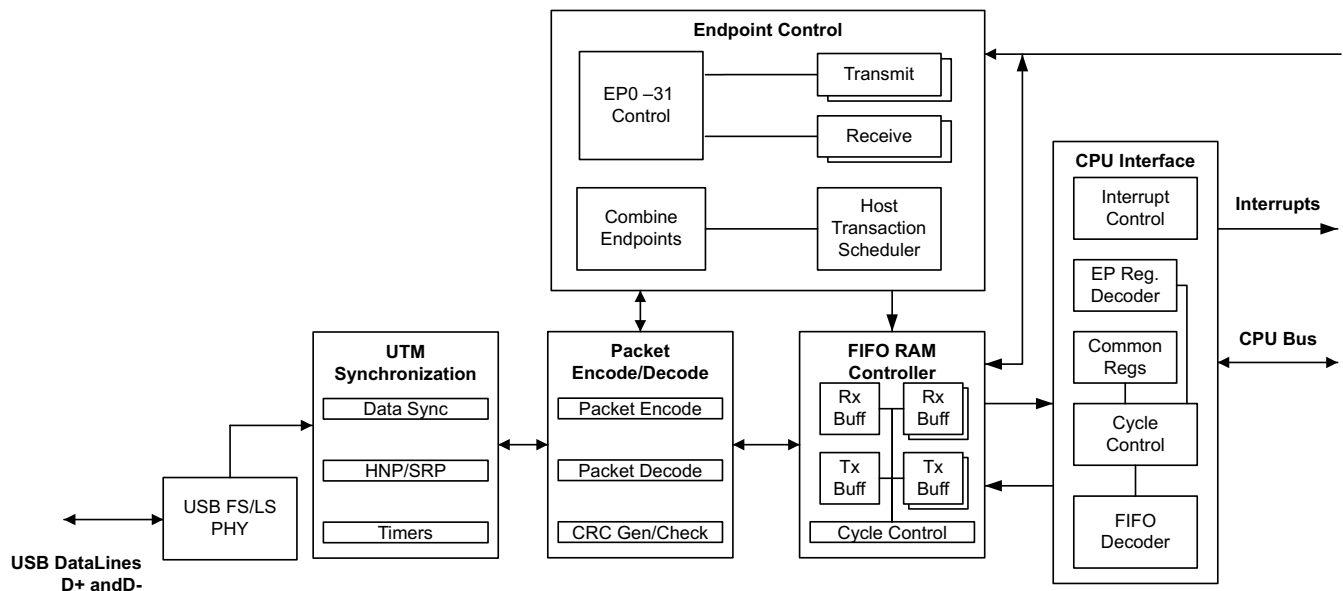 Endpoint Control
EP0 –31
Control
Transmit
Receive
Combine
Endpoints
Host
Transaction
Scheduler
CPU Interface
Interrupt
Control
EP Reg.
Decoder
Common
Regs
Cycle
Control
FIFO
Decoder
Interrupts
CPU Bus
UTM
Synchronization
Data Sync
HNP/SRP
Timers
Packet
Encode/Decode
Packet Encode
Packet Decode
CRC Gen/Check
FIFO RAM
Controller
Rx
Buff
Rx
Buff
Tx
Buff
Tx
Buff
Cycle Control
USB FS/LS
PHY
USB DataLines
D+ andD-